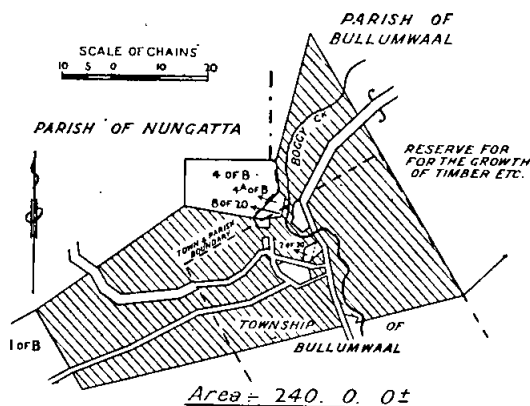 PARISH OF
BULLUMWAAL
SCALE OF CHAINS
10 5 0 10 20
PARISH OF NUNGATTA
BOGGY CK
RESERVE FOR
FOR THE GROWTH
OF TIMBER ETC.
4 OF B
4A OF B
8 OF 20
TOWN & PARISH
BOUNDARY
7 OF 20
TOWNSHIP OF
BULLUMWAAL
1 OF B
Area - 240. 0. 0±